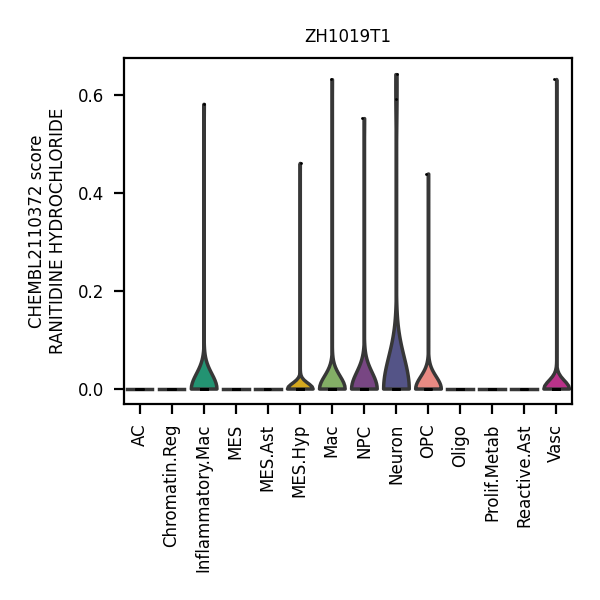 ZH1019T1
CHEMBL2110372 score
RANITIDINE HYDROCHLORIDE
0.6
0.4
0.2
0.0
AC
Chromatin.Reg
Inflammatory.Mac
MES
MES.Ast
MES.Hyp
Mac
NPC
Neuron
OPC
Oligo
Prolif.Metab
Reactive.Ast
Vasc